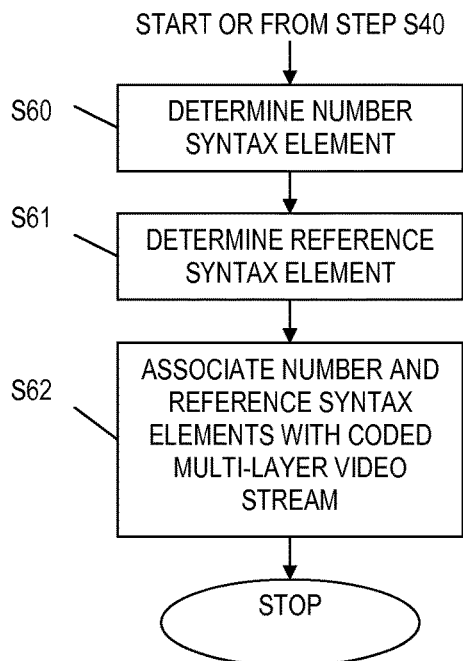 START OR FROM STEP S40
S60
DETERMINE NUMBER
SYNTAX ELEMENT
S61
DETERMINE REFERENCE
SYNTAX ELEMENT
S62
ASSOCIATE NUMBER AND
REFERENCE SYNTAX
ELEMENTS WITH CODED
MULTI-LAYER VIDEO
STREAM
STOP